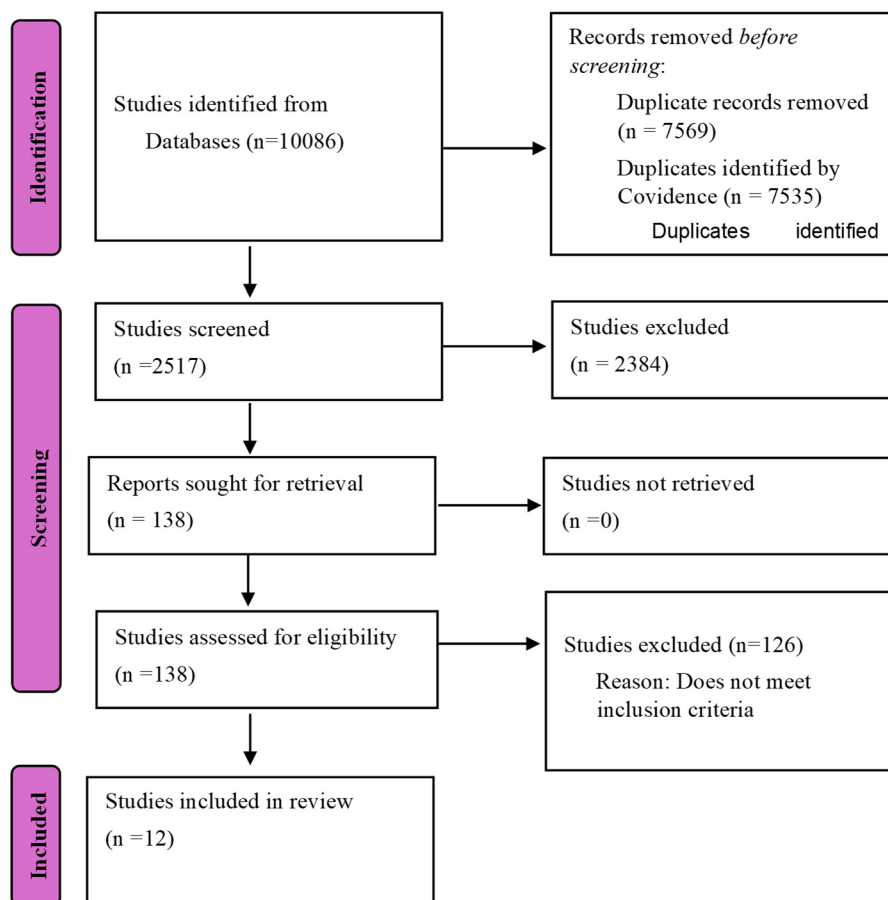 Identification
Studies identified from
Databases (n=10086)
Records removed before
screening:
Duplicate records removed
(n = 7569)
Duplicates identified by
Covidence (n = 7535)
Duplicates identified
Screening
Studies screened
(n =2517)
Studies excluded
(n = 2384)
Reports sought for retrieval
(n = 138)
Studies not retrieved
(n =0)
Studies assessed for eligibility
(n =138)
Studies excluded (n=126)
Reason: Does not meet
inclusion criteria
Included
Studies included in review
(n =12)